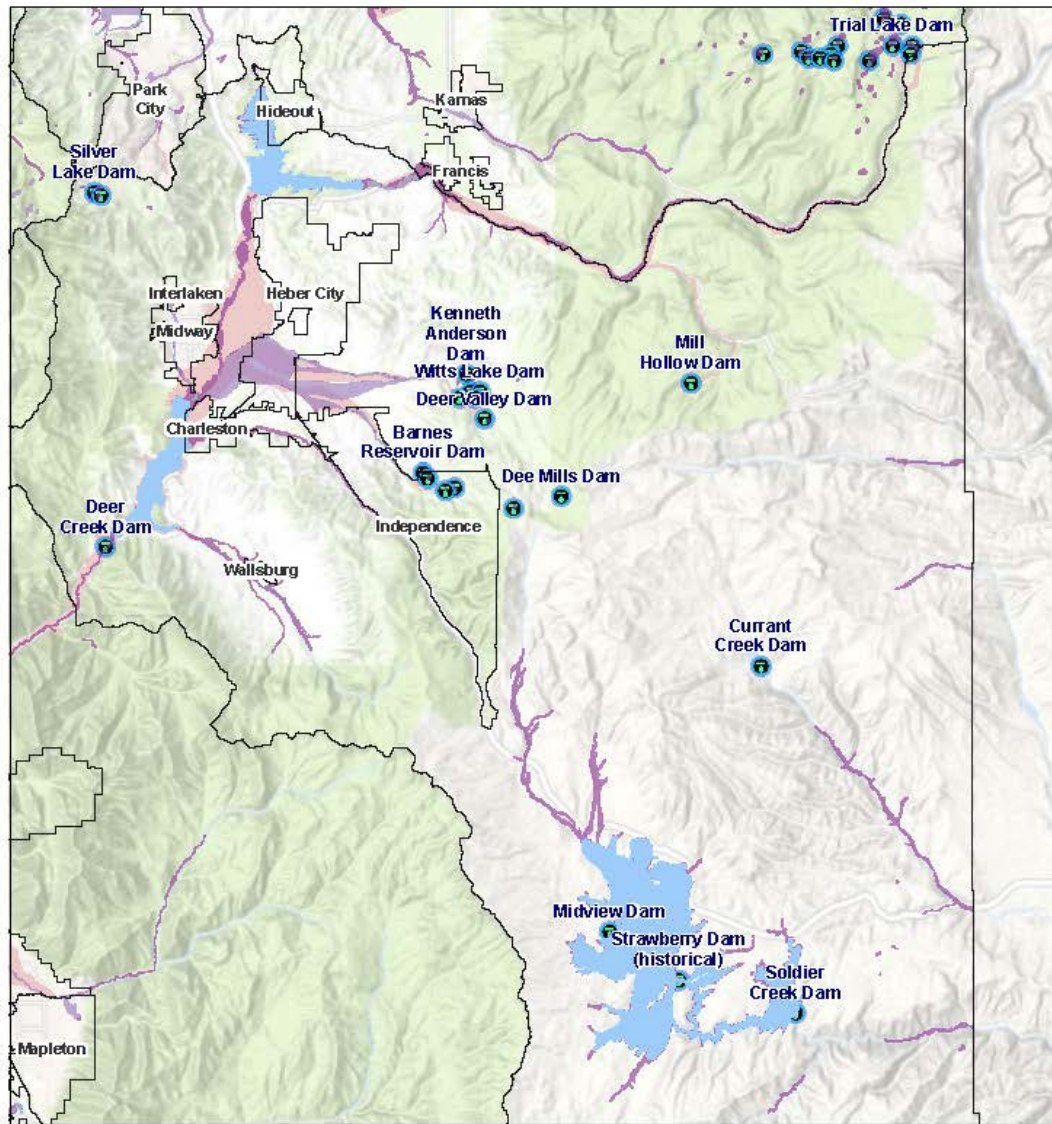 Trial Lake Dam
Park
City
Hideout
Kamas
Silver
Lake Dam
Francis
Interlaken
Heber City
Midway
Kenneth
Anderson
Dam
Witts Lake Dam
Deer Valley Dam
Mill
Hollow Dam
Charleston
Barnes
Reservoir Dam
Dee Mills Dam
Deer
Creek Dam
Independence
Wallsburg
Currant
Creek Dam
Midview Dam
Strawberry Dam
(historical)
Soldier
Creek Dam
Mapleton